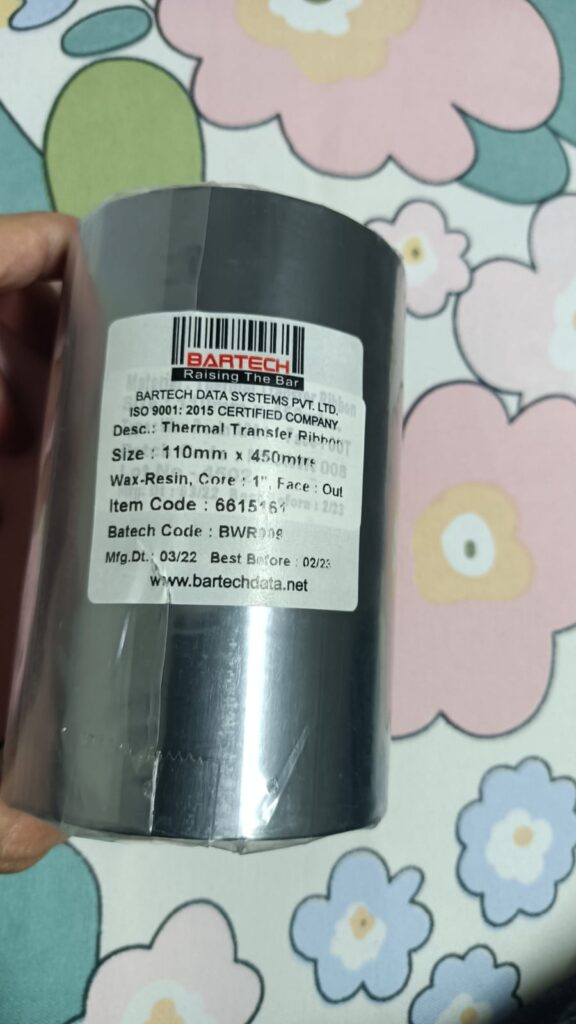 BARTECH
Raising The Bar
BARTECH DATA SYSTEMS PVT. LTD.
ISO 9001: 2015 CERTIFIED COMPANY
Desc.: Thermal Transfer Ribbon
Size : 110mm x 450mtrs
Wax-Resin, Core : 1", Face : Out
Item Code : 6615161
Batech Code : BWR009
Mfg.Dt.: 03/22 Best Before : 02/23
www.bartechdata.net